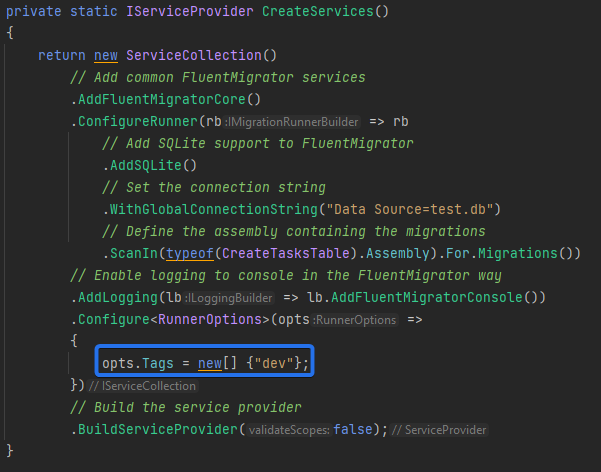 private static IServiceProvider CreateServices()
{
    return new ServiceCollection()
        // Add common FluentMigrator services
        .AddFluentMigratorCore()
        .ConfigureRunner(rb :IMigrationRunnerBuilder => rb
            // Add SQLite support to FluentMigrator
            .AddSQLite()
            // Set the connection string
            .WithGlobalConnectionString("Data Source=test.db")
            // Define the assembly containing the migrations
            .ScanIn(typeof(CreateTasksTable).Assembly).For.Migrations())
        // Enable logging to console in the FluentMigrator way
        .AddLogging(lb :ILoggingBuilder => lb.AddFluentMigratorConsole())
        .Configure<RunnerOptions>(opts :RunnerOptions =>
        {
            opts.Tags = new[] {"dev"};
        }) // IServiceCollection
        // Build the service provider
        .BuildServiceProvider( validateScopes: false); // ServiceProvider
}